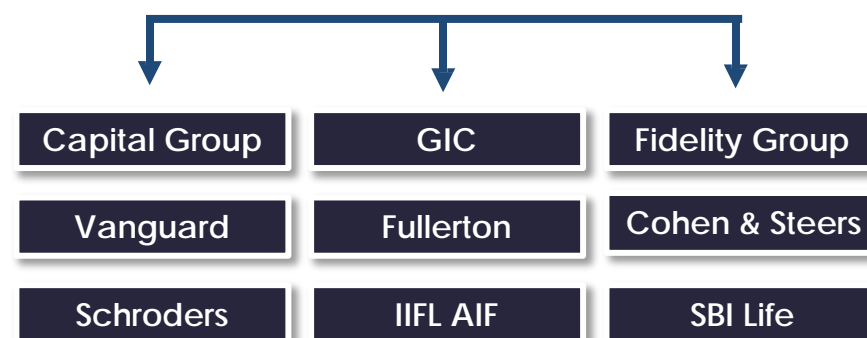 Capital Group
GIC
Fidelity Group
Vanguard
Fullerton
Cohen & Steers
Schroders
IIFL AIF
SBI Life